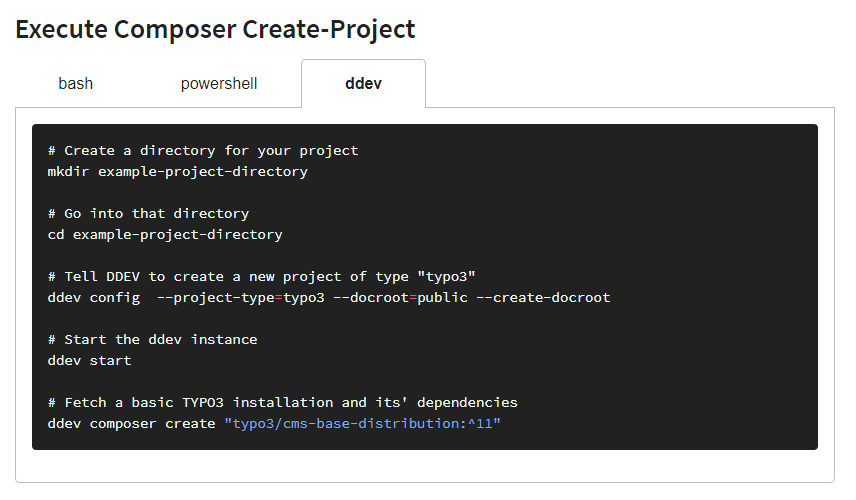 Execute Composer Create-Project
bash
powershell
ddev
# Create a directory for your project
mkdir example-project-directory
# Go into that directory
cd example-project-directory
# Tell DDEV to create a new project of type "typo3"
ddev config  --project-type=typo3 --docroot=public --create-docroot
# Start the ddev instance
ddev start
# Fetch a basic TYPO3 installation and its' dependencies
ddev composer create "typo3/cms-base-distribution:^11"